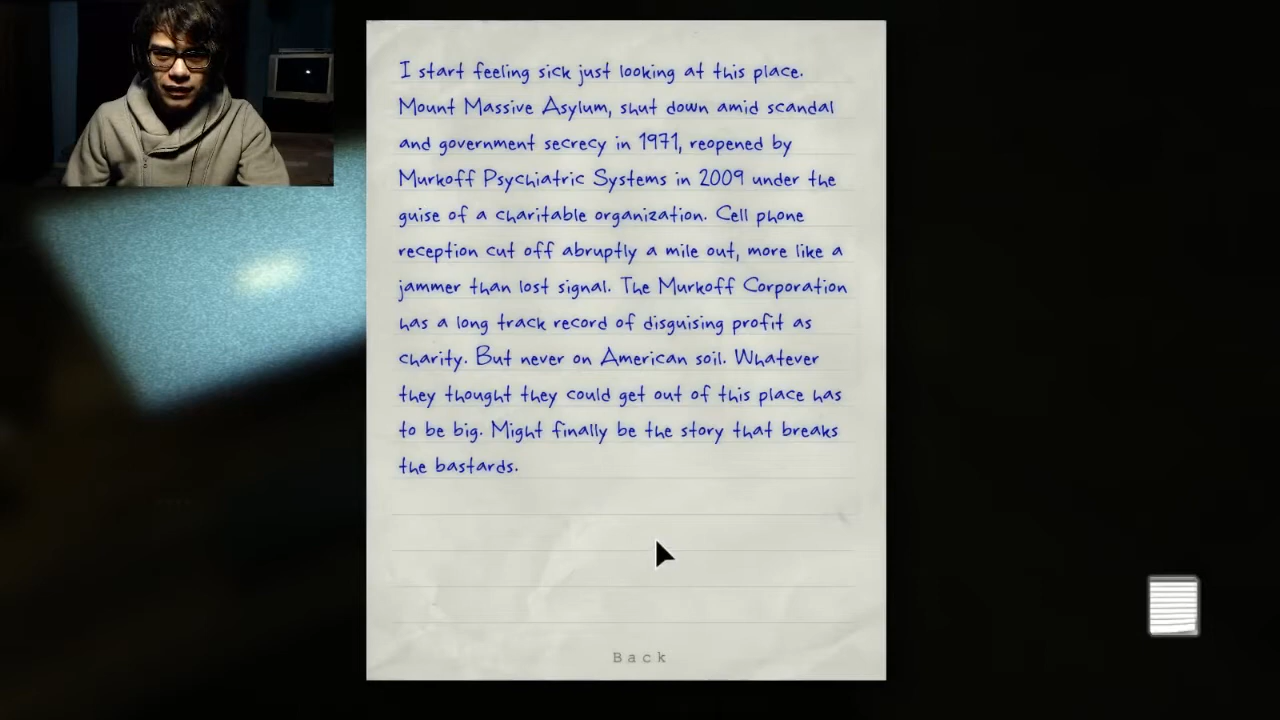 I start feeling sick just looking at this place.
Mount Massive Asylum, shut down amid scandal
and government secrecy in 1971, reopened by
Murkoff Psychiatric Systems in 2009 under the
guise of a charitable organization. Cell phone
reception cut off abruptly a mile out, more like a
jammer than lost signal. The Murkoff Corporation
has a long track record of disguising profit as
charity. But never on American soil. Whatever
they thought they could get out of this place has
to be big. Might finally be the story that breaks
the bastards.
Back